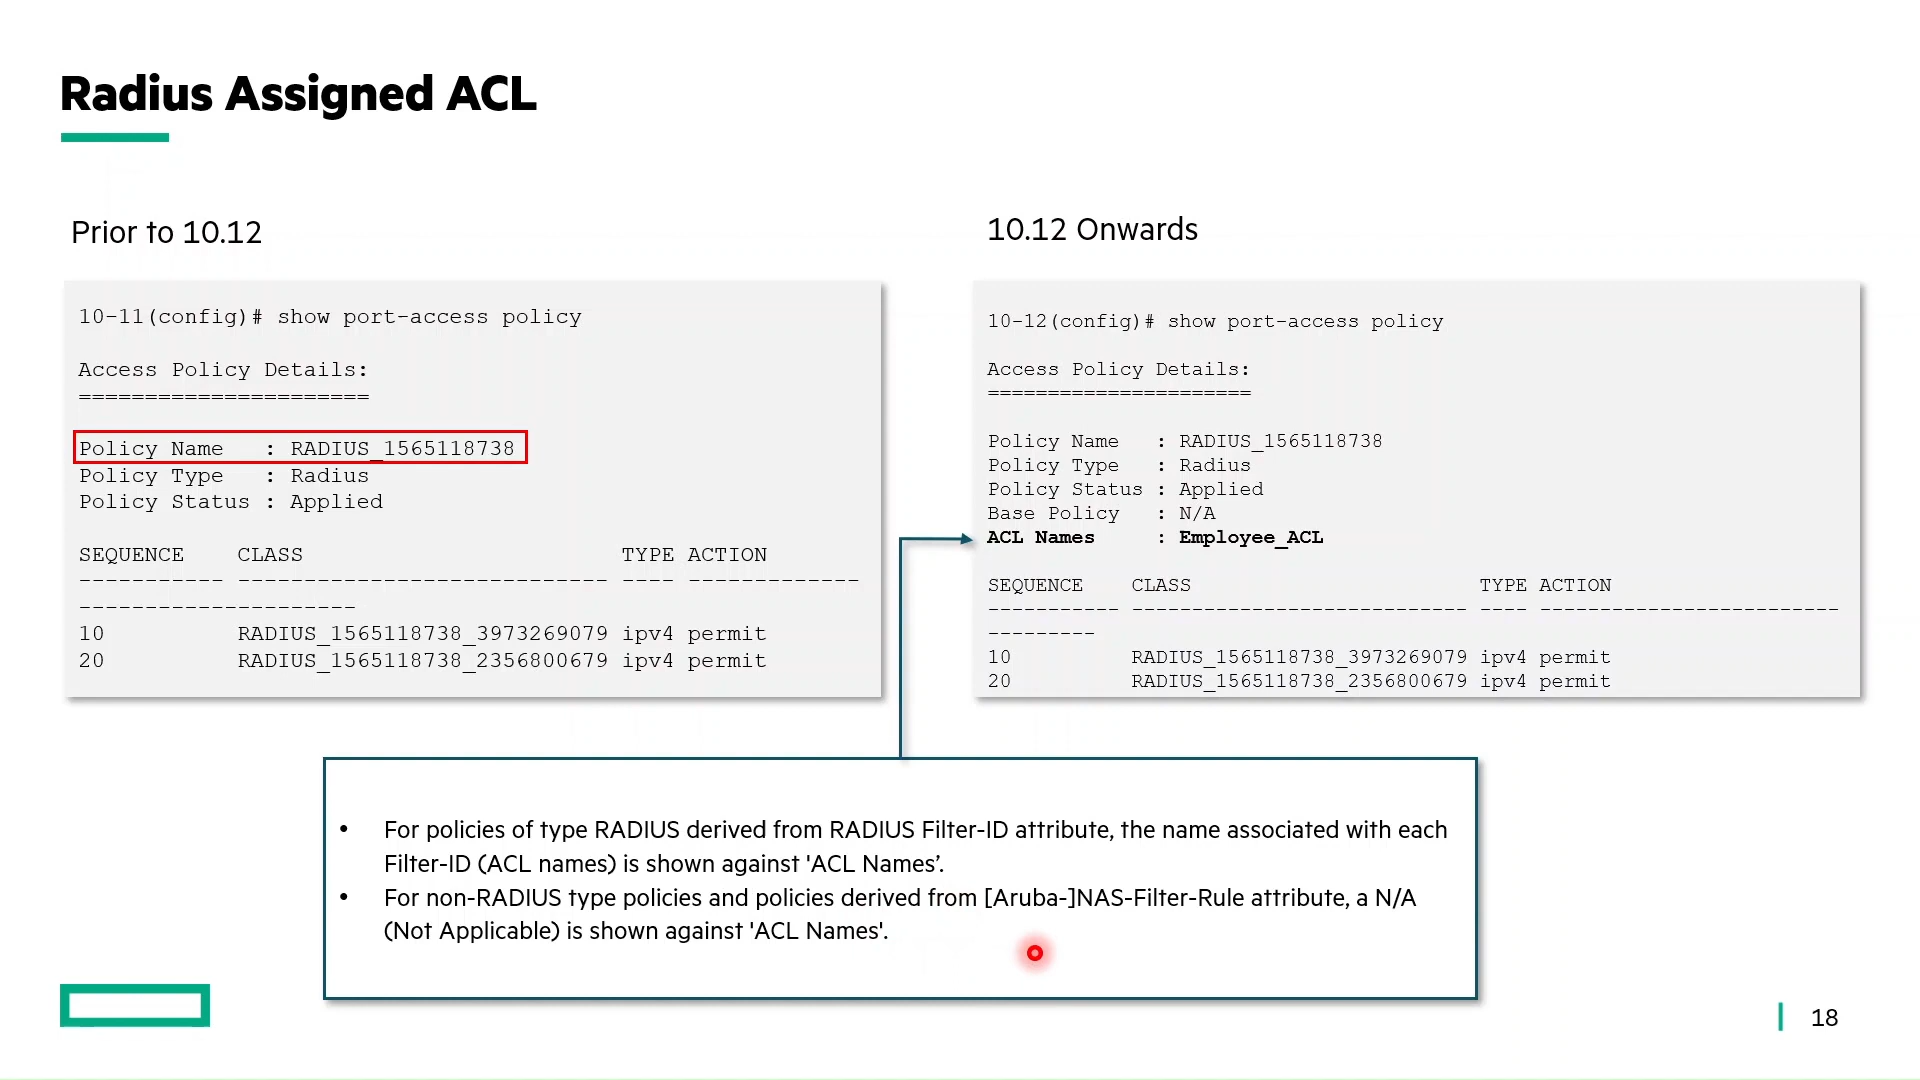 Radius Assigned ACL
Prior to 10.12
10-11(config)# show port-access policy
Access Policy Details:
======================
Policy Name   : RADIUS_1565118738
Policy Type   : Radius
Policy Status : Applied
SEQUENCE    CLASS                        TYPE ACTION
----------- ---------------------------- ---- -------------
---------------------
10          RADIUS_1565118738_3973269079 ipv4 permit
20          RADIUS_1565118738_2356800679 ipv4 permit
10.12 Onwards
10-12(config)# show port-access policy
Access Policy Details:
======================
Policy Name   : RADIUS_1565118738
Policy Type   : Radius
Policy Status : Applied
Base Policy   : N/A
ACL Names     : Employee_ACL
SEQUENCE    CLASS                        TYPE ACTION
----------- ---------------------------- ---- -------------------------
---------
10          RADIUS_1565118738_3973269079 ipv4 permit
20          RADIUS_1565118738_2356800679 ipv4 permit
• For policies of type RADIUS derived from RADIUS Filter-ID attribute, the name associated with each
Filter-ID (ACL names) is shown against 'ACL Names’.
• For non-RADIUS type policies and policies derived from [Aruba-]NAS-Filter-Rule attribute, a N/A
(Not Applicable) is shown against 'ACL Names'.
18